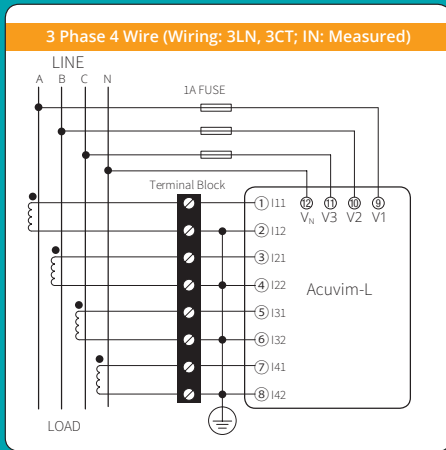 3 Phase 4 Wire (Wiring: 3LN, 3CT; IN: Measured)
LINE
A B C N
1A FUSE
Terminal Block
12 11 10 9
VN V3 V2 V1
1 I11
2 I12
3 I21
4 I22
Acuvim-L
5 I31
6 I32
7 I41
8 I42
LOAD